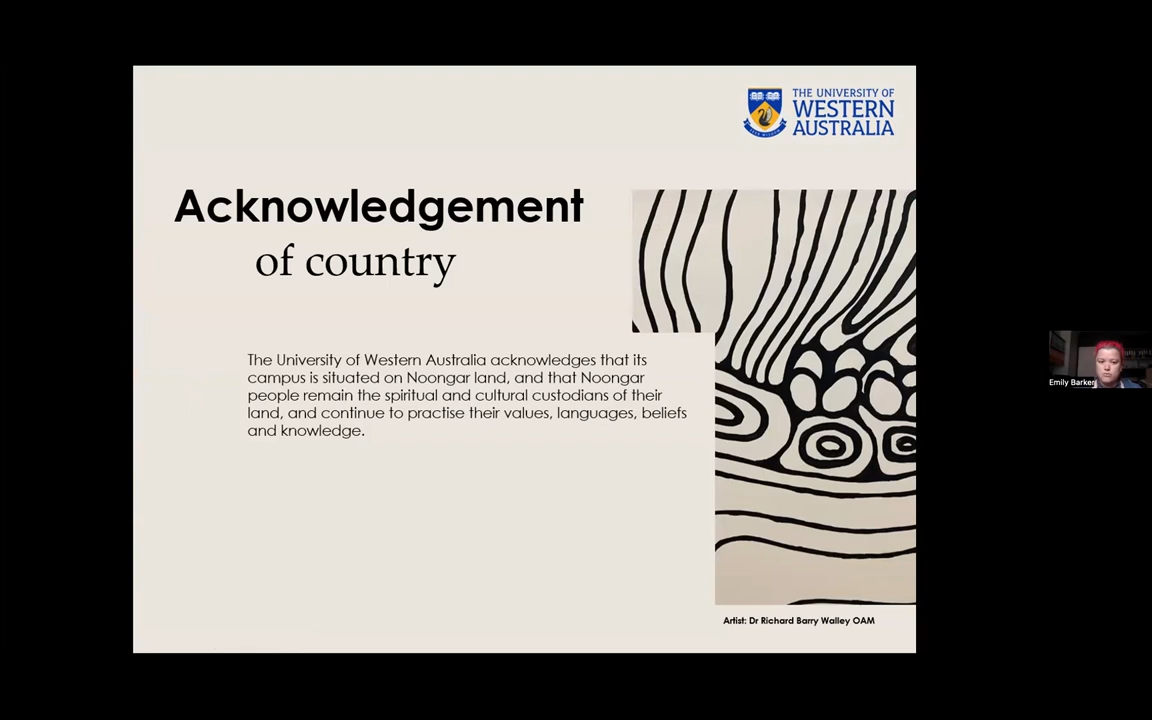 THE UNIVERSITY OF
WESTERN
AUSTRALIA
Acknowledgement
of country
The University of Western Australia acknowledges that its
campus is situated on Noongar land, and that Noongar
people remain the spiritual and cultural custodians of their
land, and continue to practise their values, languages, beliefs
and knowledge.
Emily Barker
Artist: Dr Richard Barry Walley OAM